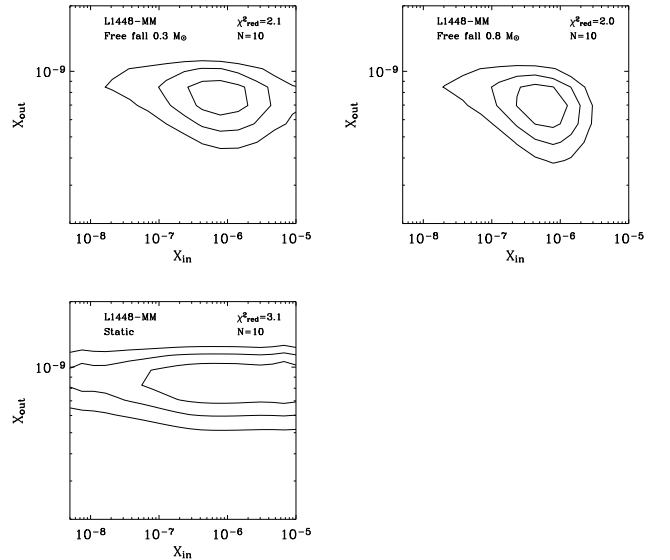 L1448-MM χ²red=2.1
Free fall 0.3 M☉ N=10
10⁻⁹
Xout
10⁻⁸ 10⁻⁷ 10⁻⁶ 10⁻⁵
Xin
L1448-MM χ²red=2.0
Free fall 0.8 M☉ N=10
10⁻⁹
Xout
10⁻⁸ 10⁻⁷ 10⁻⁶ 10⁻⁵
Xin
L1448-MM χ²red=3.1
Static N=10
10⁻⁹
Xout
10⁻⁸ 10⁻⁷ 10⁻⁶ 10⁻⁵
Xin